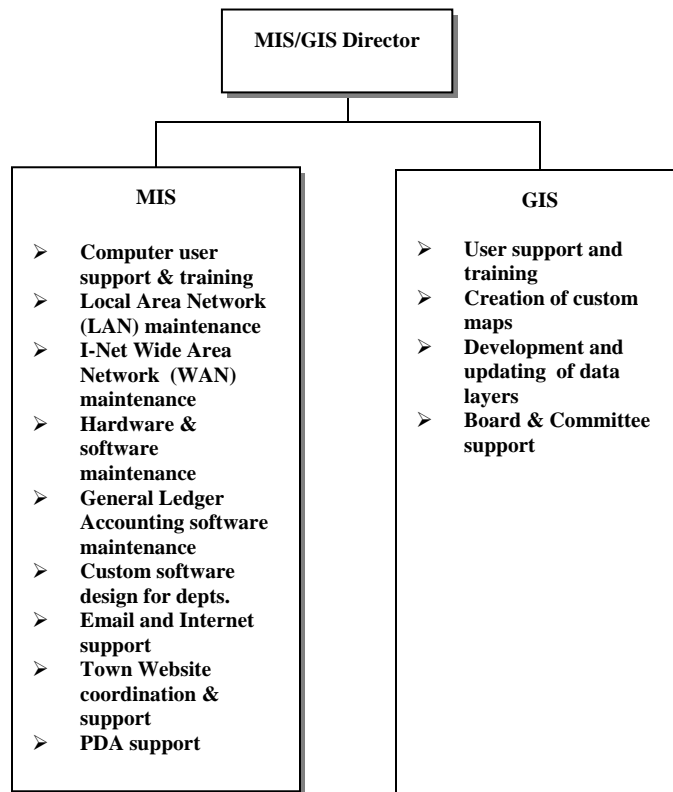 MIS/GIS Director
MIS
➢ Computer user
support & training
➢ Local Area Network
(LAN) maintenance
➢ I-Net Wide Area
Network (WAN)
maintenance
➢ Hardware &
software
maintenance
➢ General Ledger
Accounting software
maintenance
➢ Custom software
design for depts.
➢ Email and Internet
support
➢ Town Website
coordination &
support
➢ PDA support
GIS
➢ User support and
training
➢ Creation of custom
maps
➢ Development and
updating of data
layers
➢ Board & Committee
support